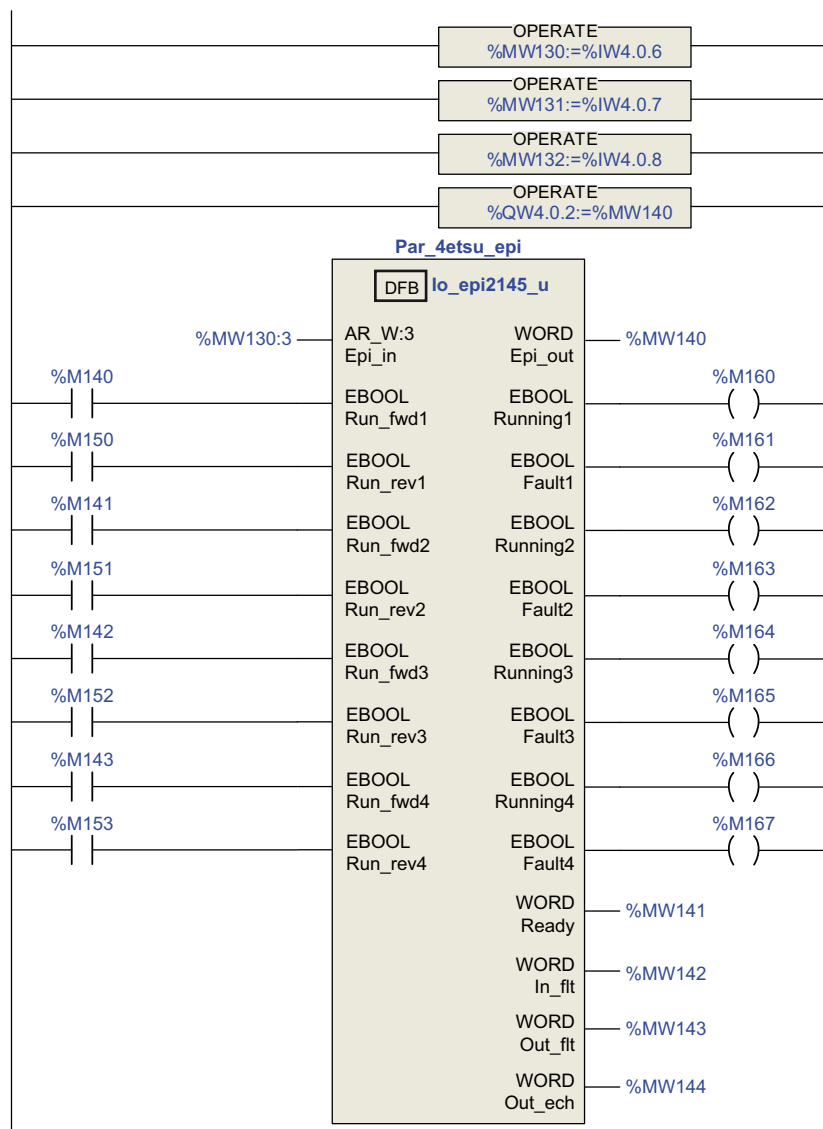 OPERATE
%MW130:=%IW4.0.6
OPERATE
%MW131:=%IW4.0.7
OPERATE
%MW132:=%IW4.0.8
OPERATE
%QW4.0.2:=%MW140
Par_4etsu_epi
DFB Io_epi2145_u
%MW130:3 AR_W:3 WORD %MW140
Epi_in Epi_out
%M140 %M160
EBOOL EBOOL
Run_fwd1 Running1
%M150 %M161
EBOOL EBOOL
Run_rev1 Fault1
%M141 %M162
EBOOL EBOOL
Run_fwd2 Running2
%M151 %M163
EBOOL EBOOL
Run_rev2 Fault2
%M142 %M164
EBOOL EBOOL
Run_fwd3 Running3
%M152 %M165
EBOOL EBOOL
Run_rev3 Fault3
%M143 %M166
EBOOL EBOOL
Run_fwd4 Running4
%M153 %M167
EBOOL EBOOL
Run_rev4 Fault4
WORD %MW141
Ready
WORD %MW142
In_flt
WORD %MW143
Out_flt
WORD %MW144
Out_ech